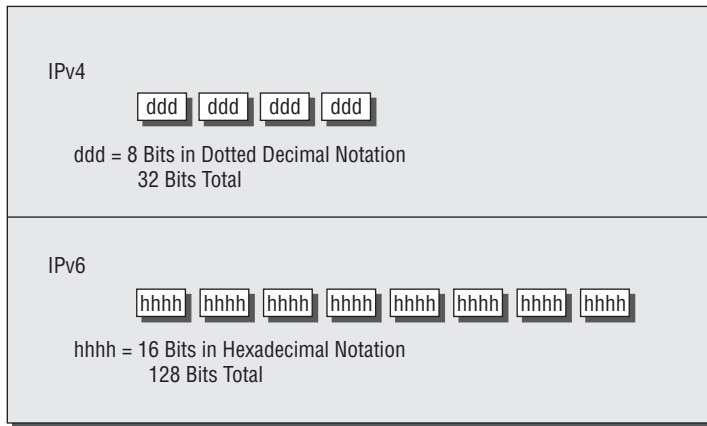 IPv4
ddd ddd ddd ddd
ddd = 8 Bits in Dotted Decimal Notation
32 Bits Total
IPv6
hhhh hhhh hhhh hhhh hhhh hhhh hhhh hhhh
hhhh = 16 Bits in Hexadecimal Notation
128 Bits Total